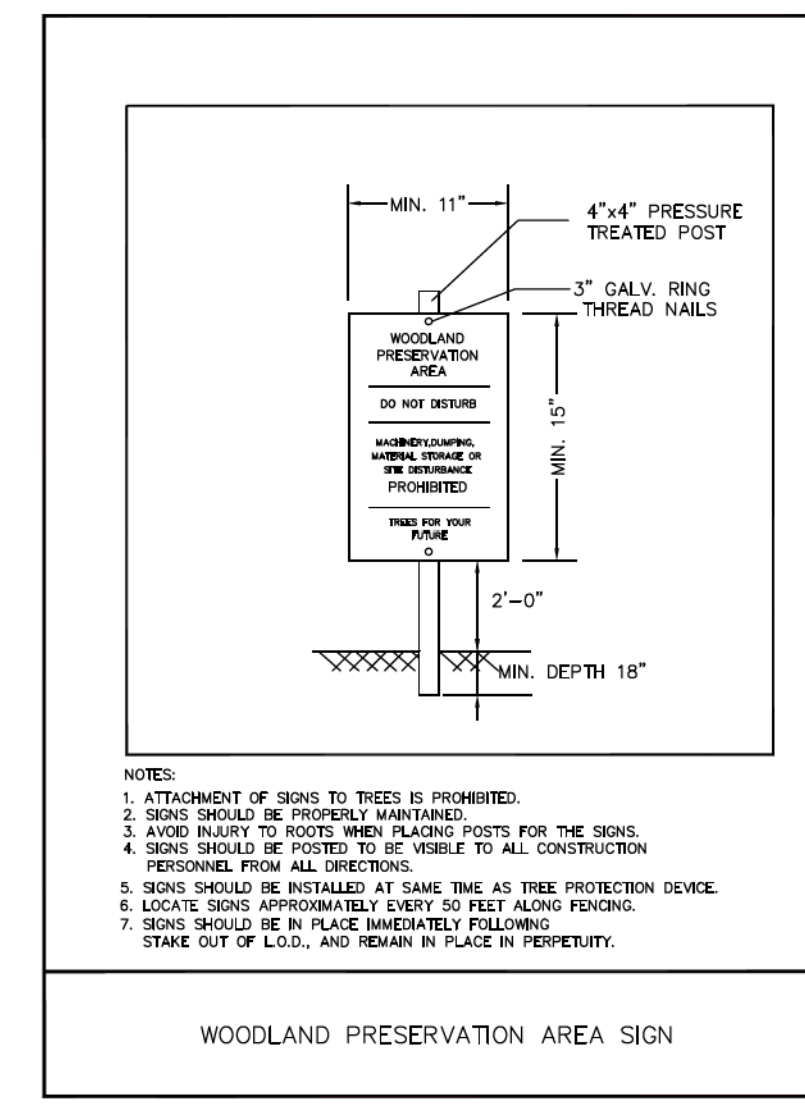 MIN. 11"
4"x4" PRESSURE
TREATED POST
3" GALV. RING
THREAD NAILS
WOODLAND
PRESERVATION
AREA
DO NOT DISTURB
MACHINERY,DUMPING,
MATERIAL STORAGE OR
SITE DISTURBANCE
PROHIBITED
TREES FOR YOUR
FUTURE
MIN. 15"
2'-0"
MIN. DEPTH 18"
NOTES:
1. ATTACHMENT OF SIGNS TO TREES IS PROHIBITED.
2. SIGNS SHOULD BE PROPERLY MAINTAINED.
3. AVOID INJURY TO ROOTS WHEN PLACING POSTS FOR THE SIGNS.
4. SIGNS SHOULD BE POSTED TO BE VISIBLE TO ALL CONSTRUCTION
PERSONNEL FROM ALL DIRECTIONS.
5. SIGNS SHOULD BE INSTALLED AT SAME TIME AS TREE PROTECTION DEVICE.
6. LOCATE SIGNS APPROXIMATELY EVERY 50 FEET ALONG FENCING.
7. SIGNS SHOULD BE IN PLACE IMMEDIATELY FOLLOWING
STAKE OUT OF L.O.D., AND REMAIN IN PLACE IN PERPETUITY.
WOODLAND PRESERVATION AREA SIGN